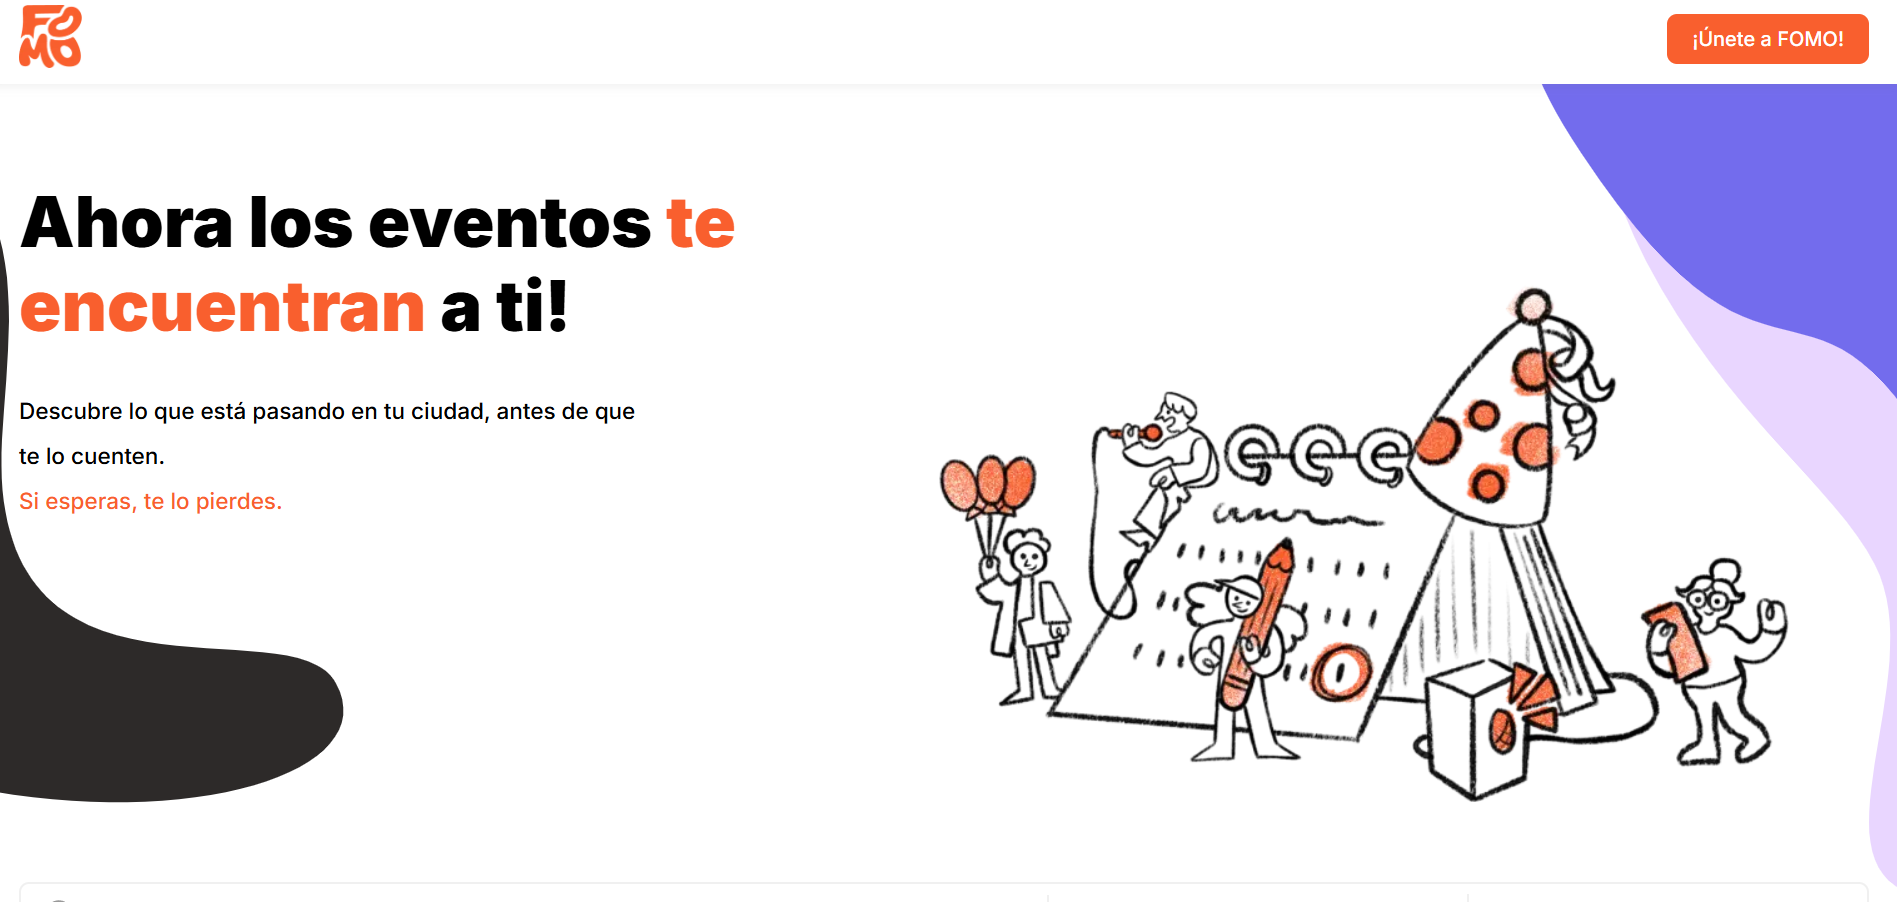 FOMO
¡Únete a FOMO!
Ahora los eventos te
encuentran a ti!
Descubre lo que está pasando en tu ciudad, antes de que
te lo cuenten.
Si esperas, te lo pierdes.